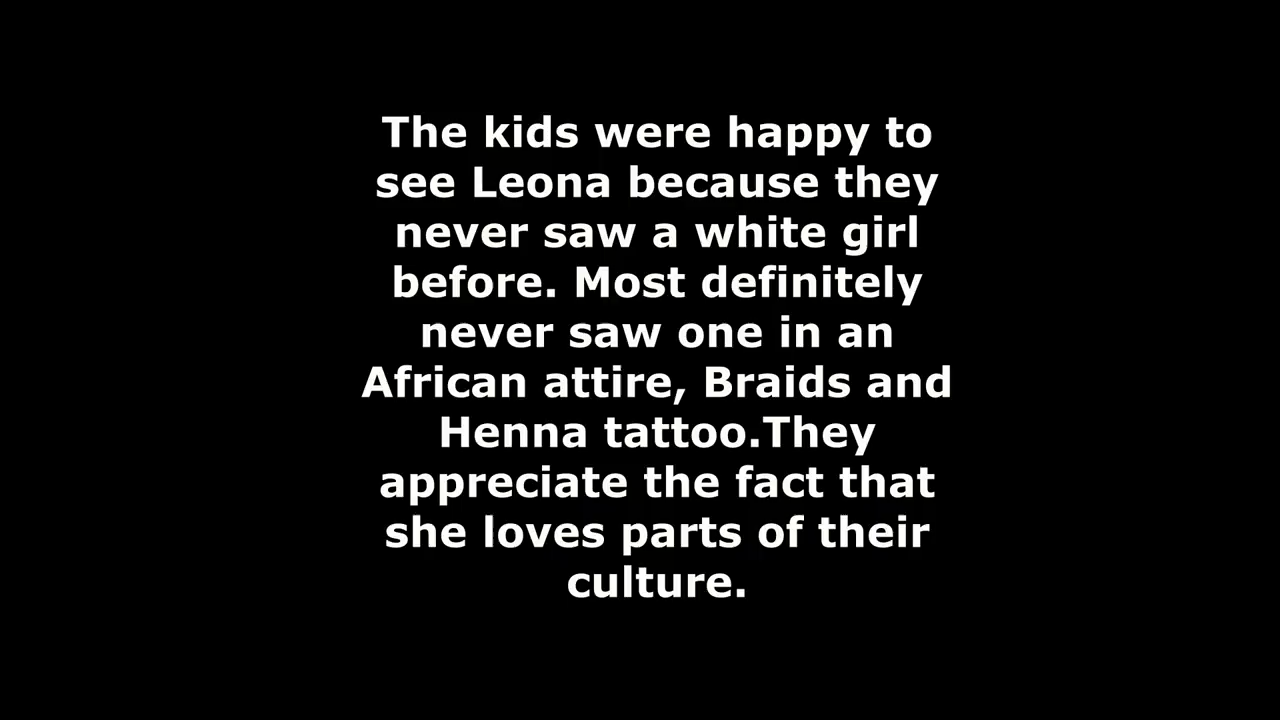 The kids were happy to
see Leona because they
never saw a white girl
before. Most definitely
never saw one in an
African attire, Braids and
Henna tattoo.They
appreciate the fact that
she loves parts of their
culture.